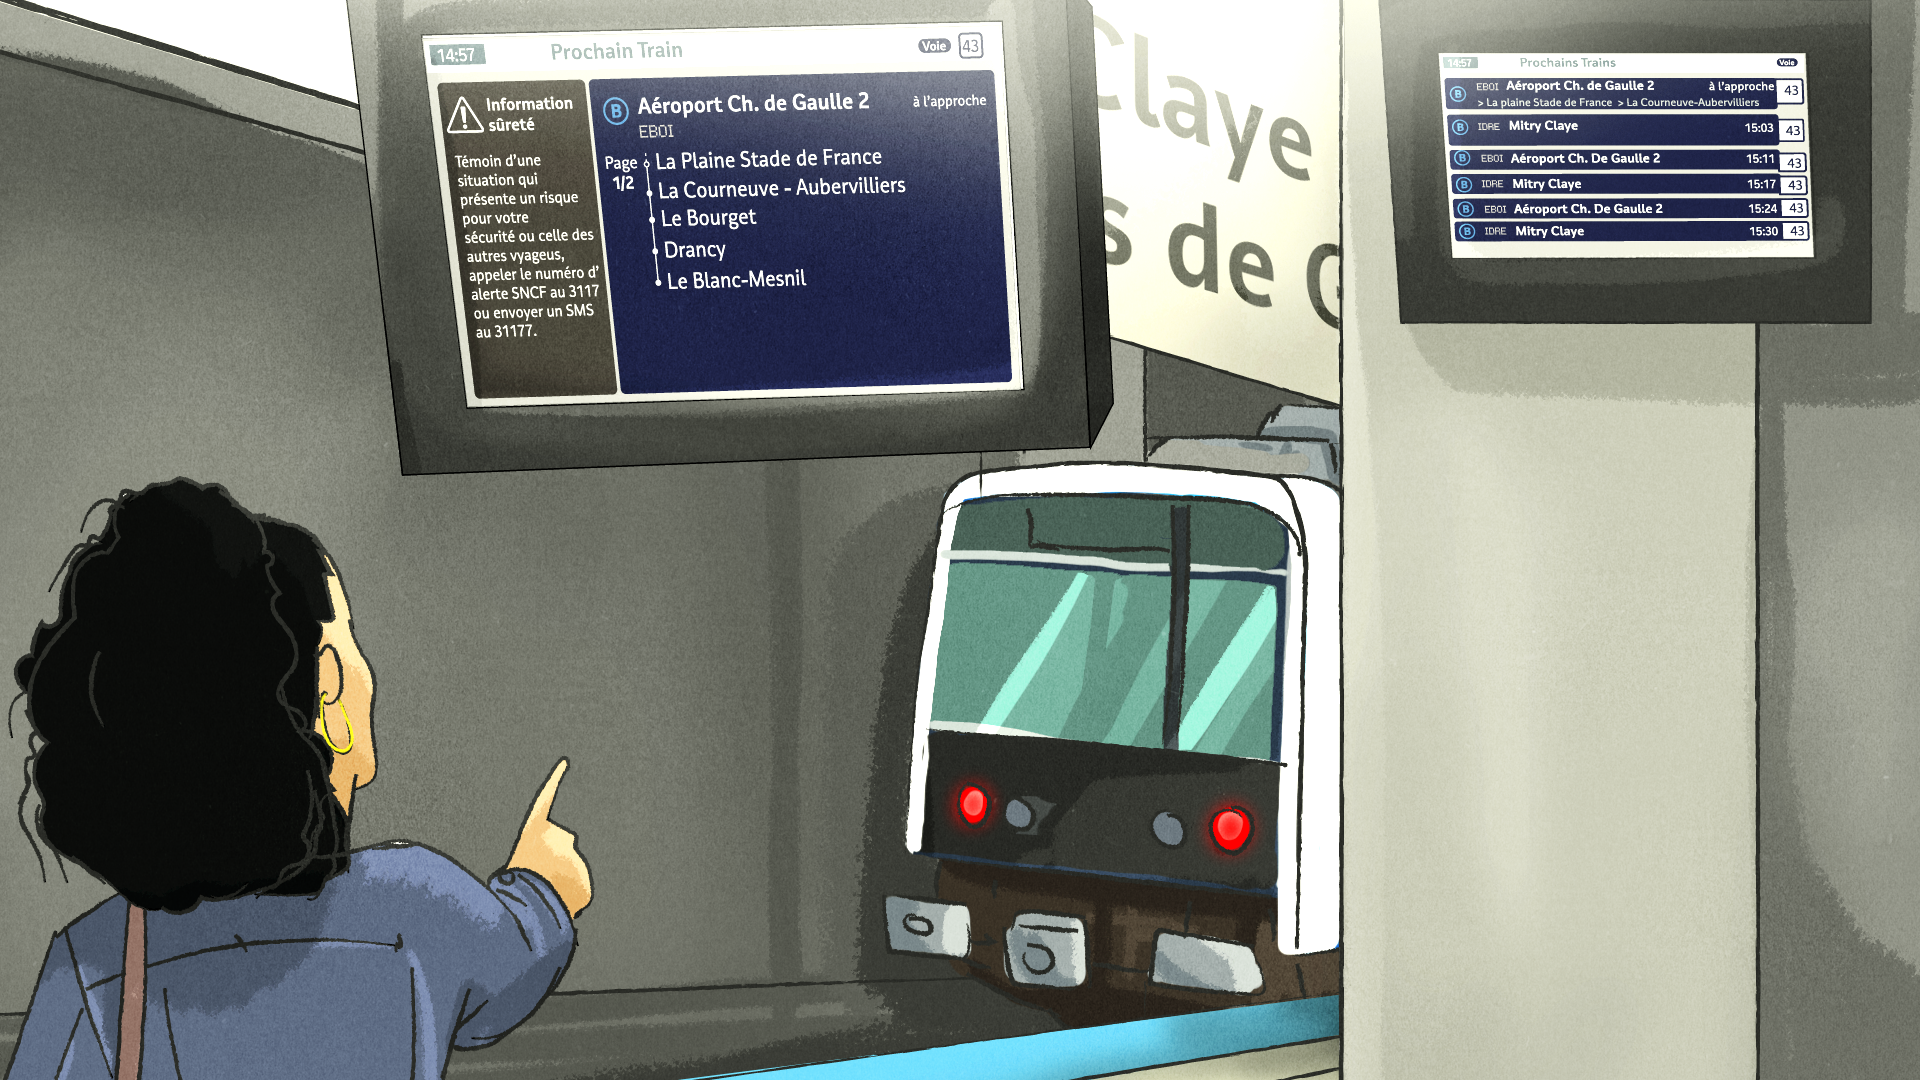 14:57 Prochain Train Voie 43
Information
sûreté
Témoin d'une
situation qui
présente un risque
pour votre
sécurité ou celle des
autres vyageus,
appeler le numéro d'
alerte SNCF au 3117
ou envoyer un SMS
au 31177.
B Aéroport Ch. de Gaulle 2 à l'approche
EBOI
Page
1/2
La Plaine Stade de France
La Courneuve - Aubervilliers
Le Bourget
Drancy
Le Blanc-Mesnil
Claye
s de G
14:57 Prochains Trains Voie
B EBOI Aéroport Ch. de Gaulle 2 à l'approche 43
> La plaine Stade de France > La Courneuve-Aubervilliers
B IDRE Mitry Claye 15:03 43
B EBOI Aéroport Ch. De Gaulle 2 15:11 43
B IDRE Mitry Claye 15:17 43
B EBOI Aéroport Ch. De Gaulle 2 15:24 43
B IDRE Mitry Claye 15:30 43